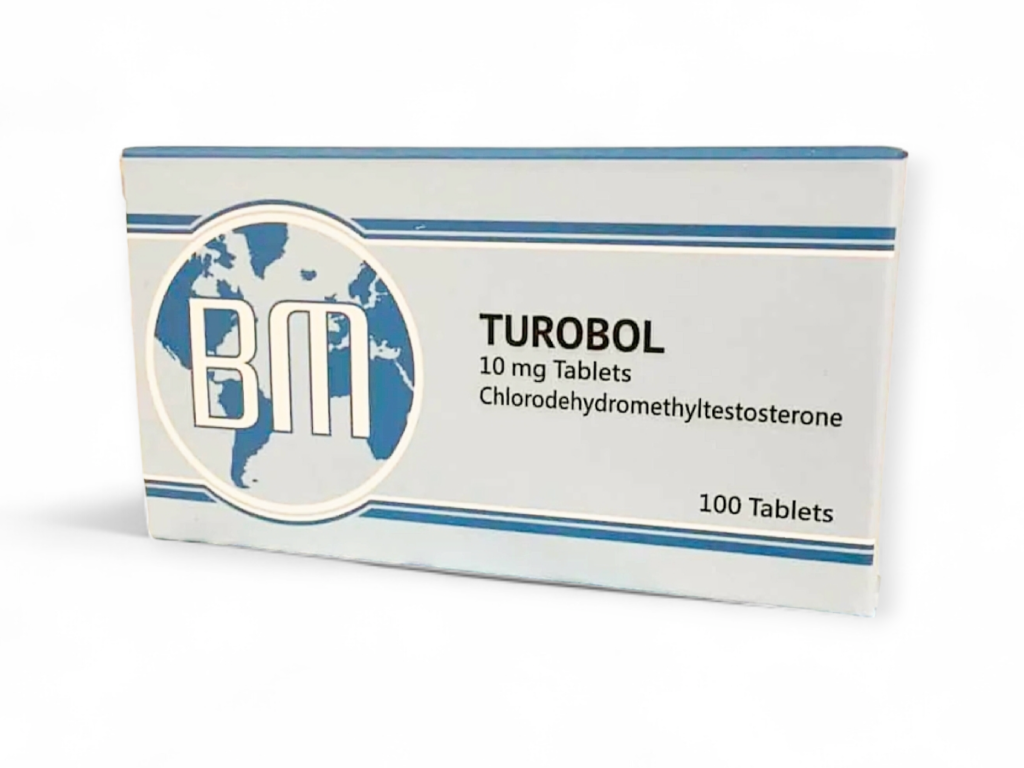 BM
TUROBOL
10 mg Tablets
Chlorodehydromethyltestosterone
100 Tablets